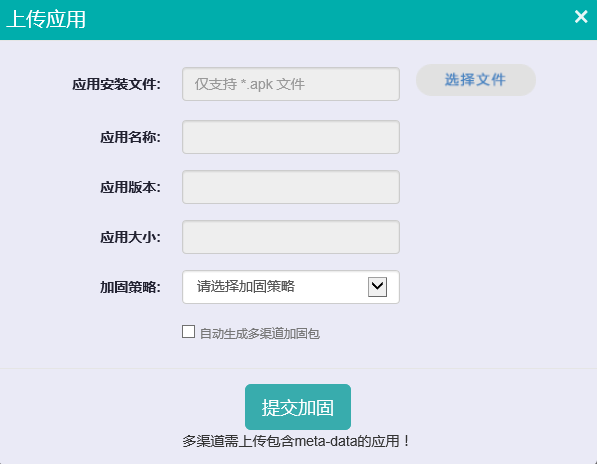 上传应用 ×
应用安装文件: 仅支持 *.apk 文件 选择文件
应用名称:
应用版本:
应用大小:
加固策略: 请选择加固策略
自动生成多渠道加固包
提交加固
多渠道需上传包含meta-data的应用！